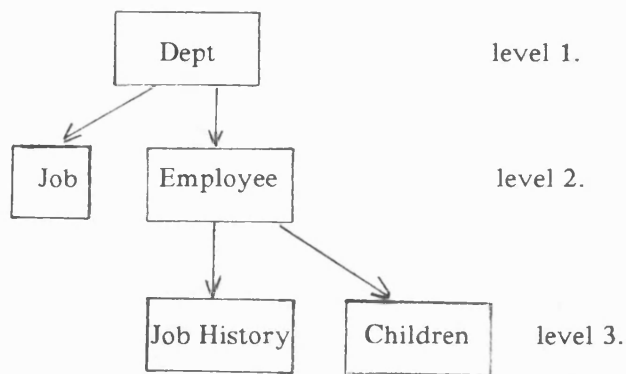 Dept level 1.
Job Employee level 2.
Job History Children level 3.